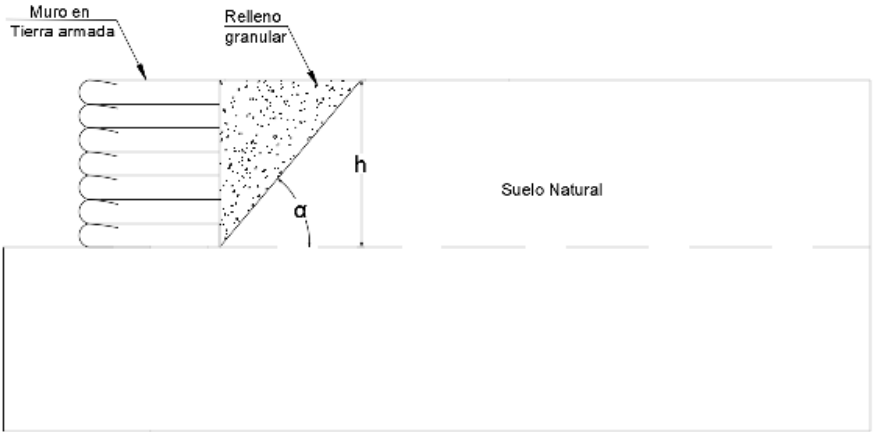 Muro en
Tierra armada
Relleno
granular
h
α
Suelo Natural